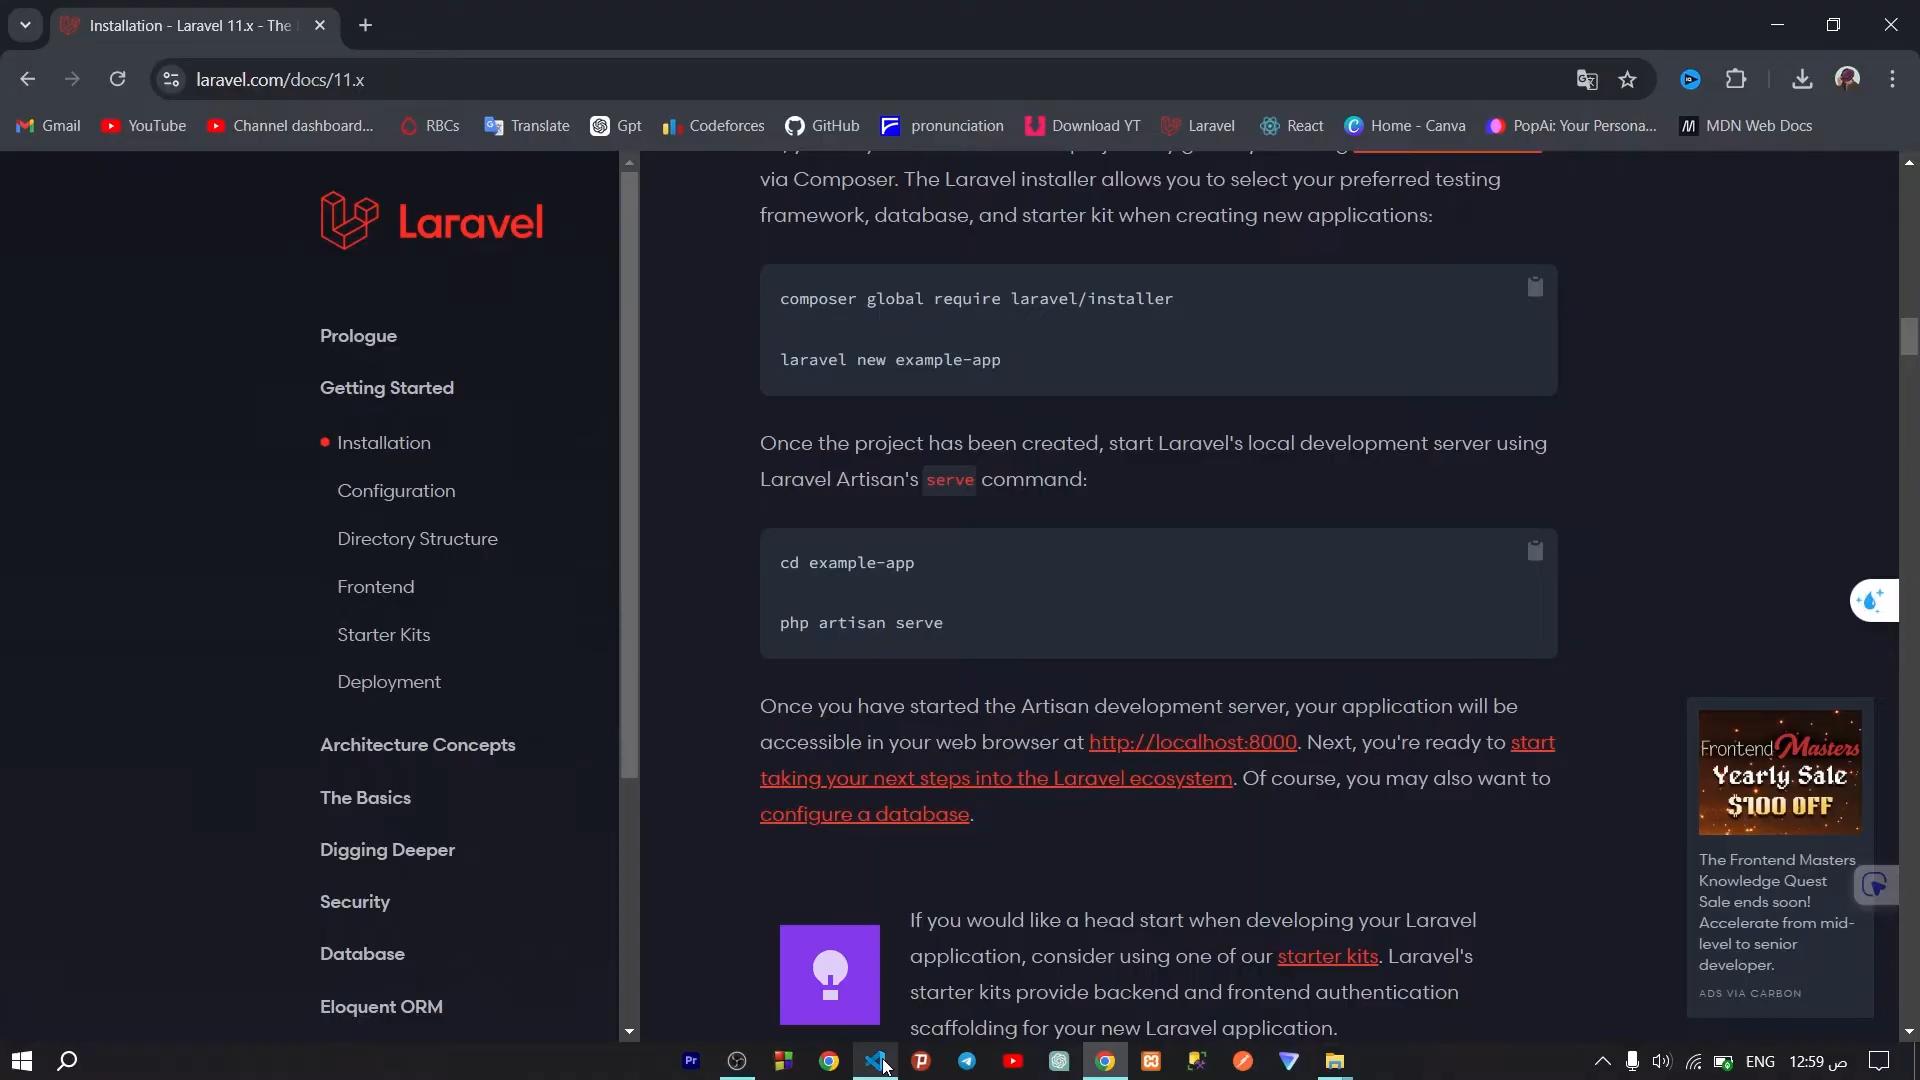 Installation - Laravel 11.x - The
laravel.com/docs/11.x
Gmail
YouTube
Channel dashboard...
RBCs
Translate
Gpt
Codeforces
GitHub
pronunciation
Download YT
Laravel
React
Home - Canva
PopAi: Your Persona...
MDN Web Docs
Laravel
Prologue
Getting Started
Installation
Configuration
Directory Structure
Frontend
Starter Kits
Deployment
Architecture Concepts
The Basics
Digging Deeper
Security
Database
Eloquent ORM
via Composer. The Laravel installer allows you to select your preferred testing
framework, database, and starter kit when creating new applications:
composer global require laravel/installer
laravel new example-app
Once the project has been created, start Laravel's local development server using
Laravel Artisan's serve command:
cd example-app
php artisan serve
Once you have started the Artisan development server, your application will be
accessible in your web browser at http://localhost:8000. Next, you're ready to start
taking your next steps into the Laravel ecosystem. Of course, you may also want to
configure a database.
If you would like a head start when developing your Laravel
application, consider using one of our starter kits. Laravel's
starter kits provide backend and frontend authentication
scaffolding for your new Laravel application.
Frontend Masters
Yearly Sale
$100 OFF
The Frontend Masters
Knowledge Quest
Sale ends soon!
Accelerate from mid-
level to senior
developer.
ADS VIA CARBON
Pr
ENG
12:59 ص